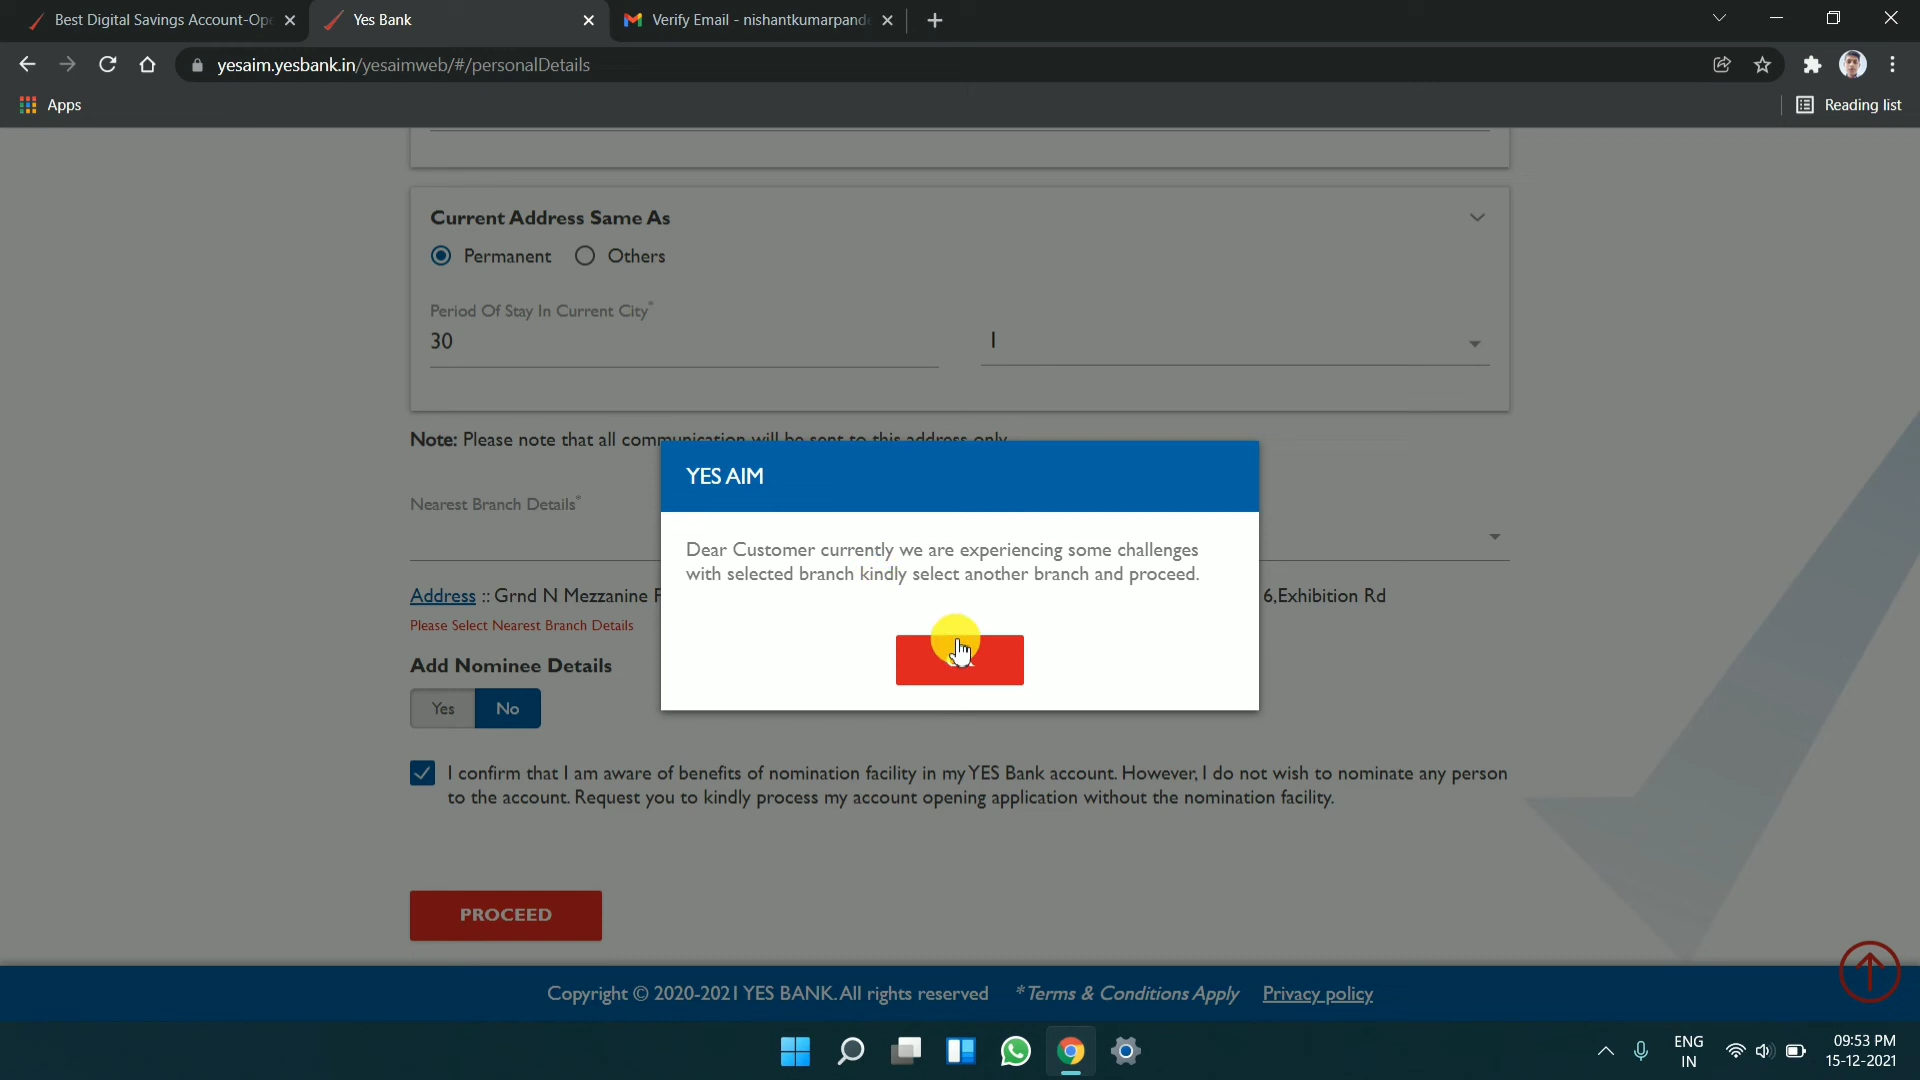 Best Digital Savings Account-Ope
Yes Bank
Verify Email - nishantkumarpande
yesaim.yesbank.in/yesaimweb/#/personalDetails
Apps
Reading list
Current Address Same As
Permanent
Others
Period Of Stay In Current City*
30
1
Note: Please note that all communication will be sent to this address only
YES AIM
Dear Customer currently we are experiencing some challenges
with selected branch kindly select another branch and proceed.
Nearest Branch Details*
Address :: Grnd N Mezzanine F
6,Exhibition Rd
Please Select Nearest Branch Details
Add Nominee Details
Yes
No
I confirm that I am aware of benefits of nomination facility in my YES Bank account. However, I do not wish to nominate any person
to the account. Request you to kindly process my account opening application without the nomination facility.
PROCEED
Copyright © 2020-2021 YES BANK. All rights reserved
*Terms & Conditions Apply
Privacy policy
ENG
IN
09:53 PM
15-12-2021